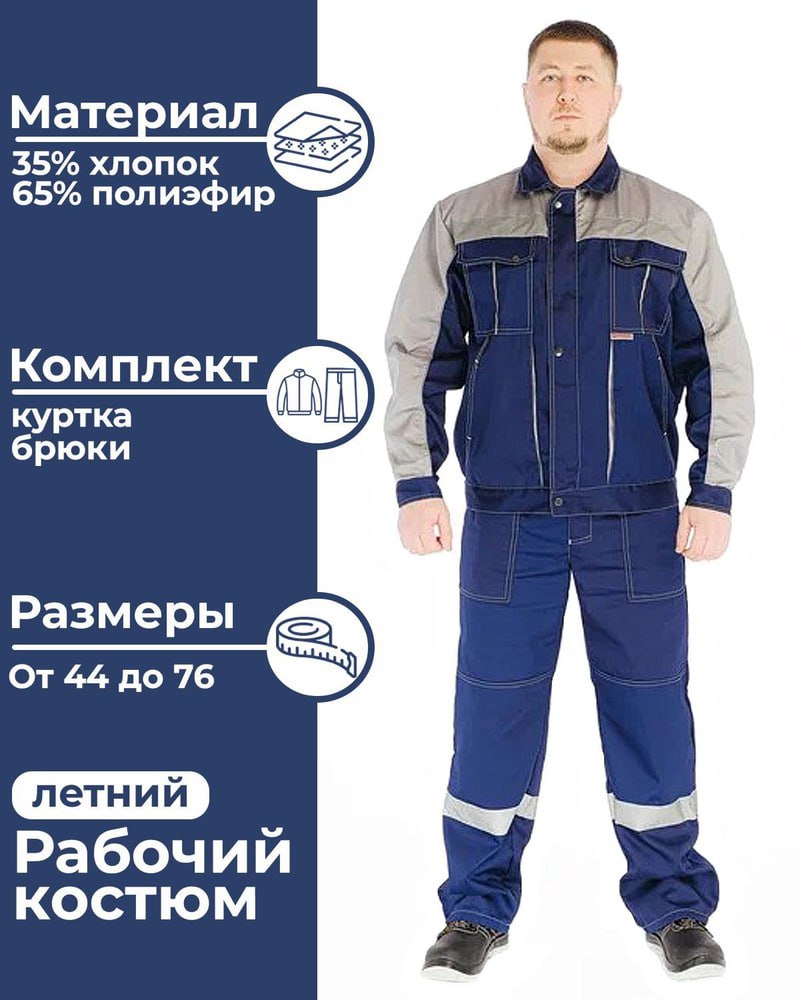 Материал
35% хлопок
65% полиэфир
Комплект
куртка
брюки
Размеры
От 44 до 76
летний
Рабочий
костюм